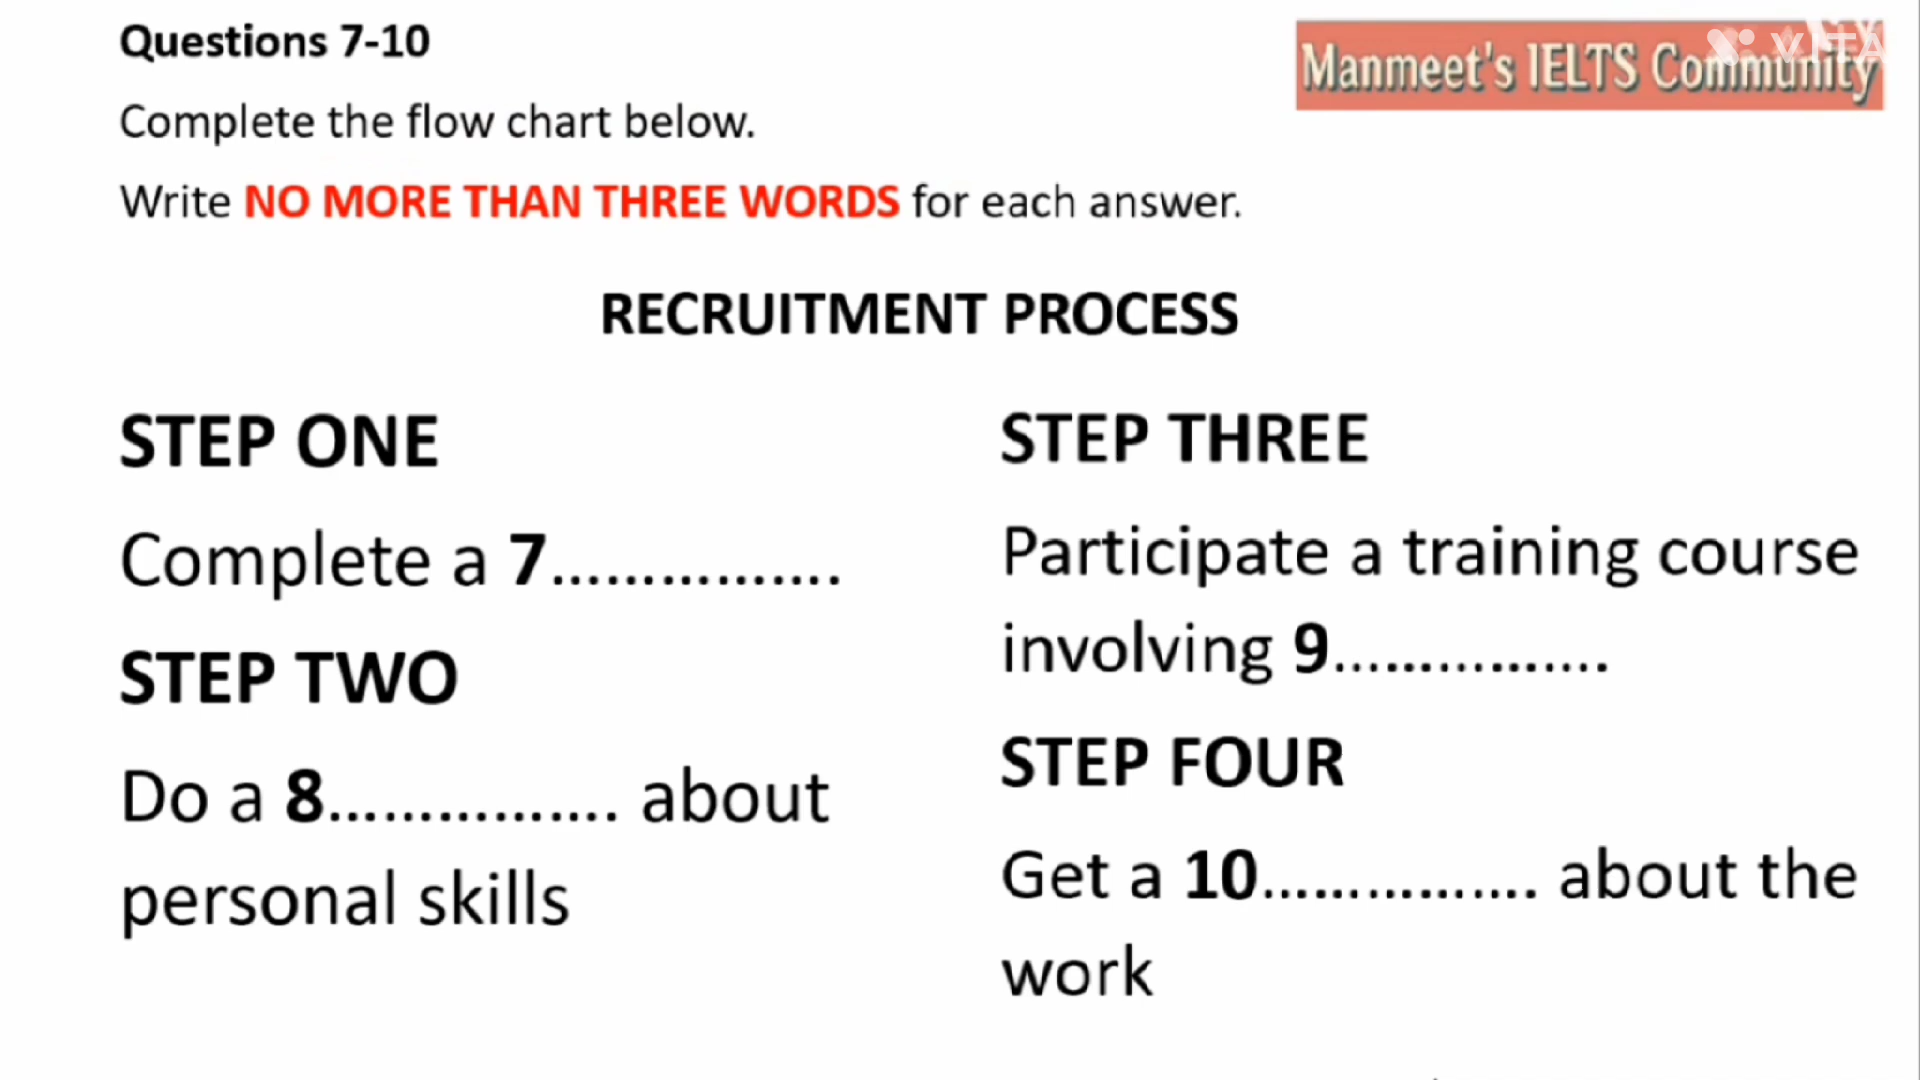 Questions 7-10
Manmeet's IELTS Community
VITA
Complete the flow chart below.
Write NO MORE THAN THREE WORDS for each answer.
RECRUITMENT PROCESS
STEP ONE
Complete a 7................
STEP TWO
Do a 8................ about
personal skills
STEP THREE
Participate a training course
involving 9................
STEP FOUR
Get a 10................ about the
work